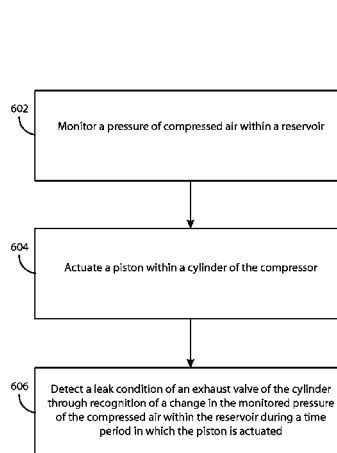 602
Monitor a pressure of compressed air within a reservoir
604
Actuate a piston within a cylinder of the compressor
606
Detect a leak condition of an exhaust valve of the cylinder
through recognition of a change in the monitored pressure
of the compressed air within the reservoir during a time
period in which the piston is actuated